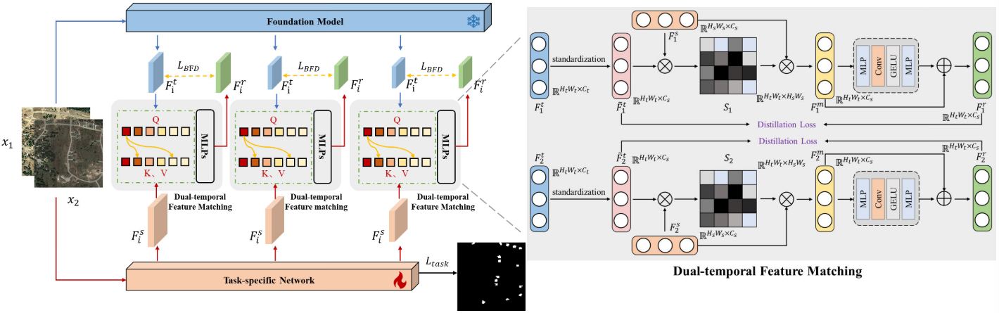 Foundation Model
L_BFD
L_BFD
L_BFD
F_i^t
F_i^r
F_i^t
F_i^r
F_i^t
F_i^r
Q
K、V
MLPs
Q
K、V
MLPs
Q
K、V
MLPs
x_1
x_2
Dual-temporal
Feature Matching
Dual-temporal
Feature matching
Dual-temporal
Feature Matching
F_i^s
F_i^s
F_i^s
Task-specific Network
L_task
F_1^s
ℝ^{H_sW_s×C_s}
standardization
ℝ^{H_tW_t×C_t}
F_1^t
ℝ^{H_tW_t×C_s}
F̃_1^t
S_1
ℝ^{H_tW_t×H_sW_s}
F_1^m
ℝ^{H_tW_t×C_s}
MLP
Conv
GELU
MLP
F_1^r
ℝ^{H_tW_t×C_s}
Distillation Loss
Distillation Loss
F_2^t
ℝ^{H_tW_t×C_t}
standardization
F̃_2^t
ℝ^{H_tW_t×C_s}
S_2
ℝ^{H_tW_t×H_sW_s}
F_2^m
ℝ^{H_tW_t×C_s}
ℝ^{H_tW_t×C_s}
F_2^r
MLP
Conv
GELU
MLP
F_2^s
ℝ^{H_sW_s×C_s}
Dual-temporal Feature Matching